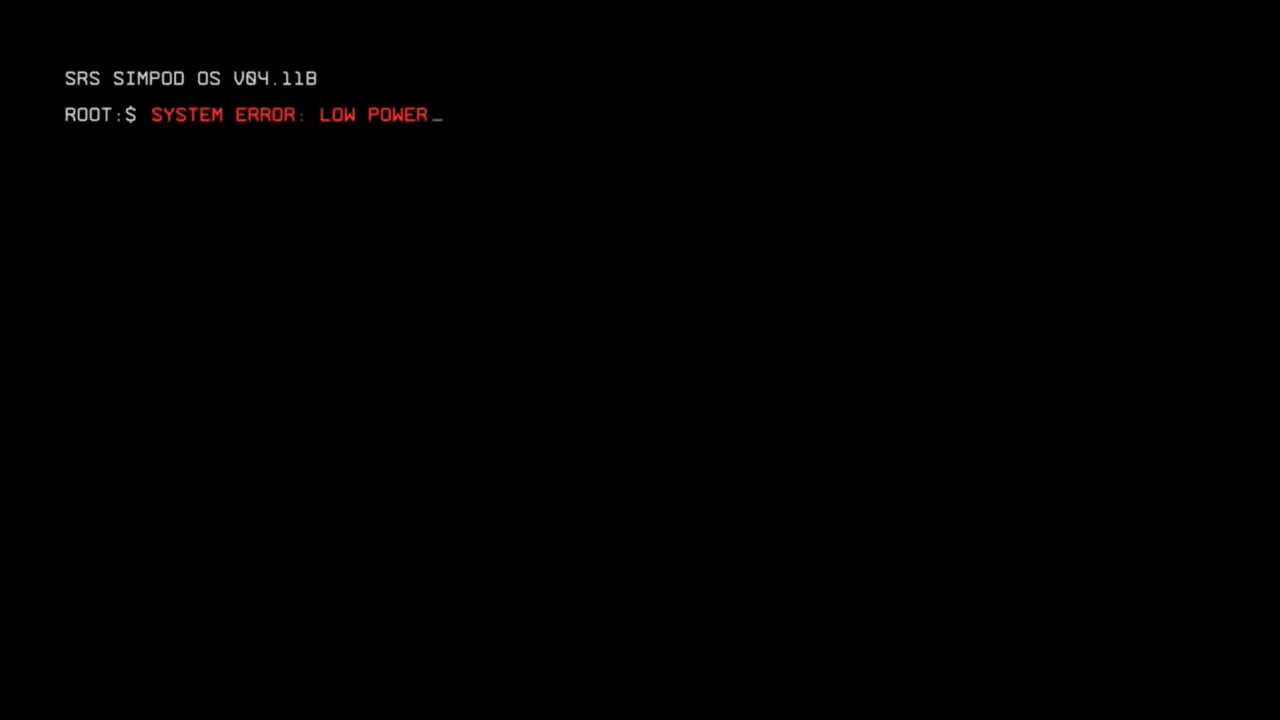 SRS SIMPOD OS V04.11B
ROOT:$ SYSTEM ERROR: LOW POWER_